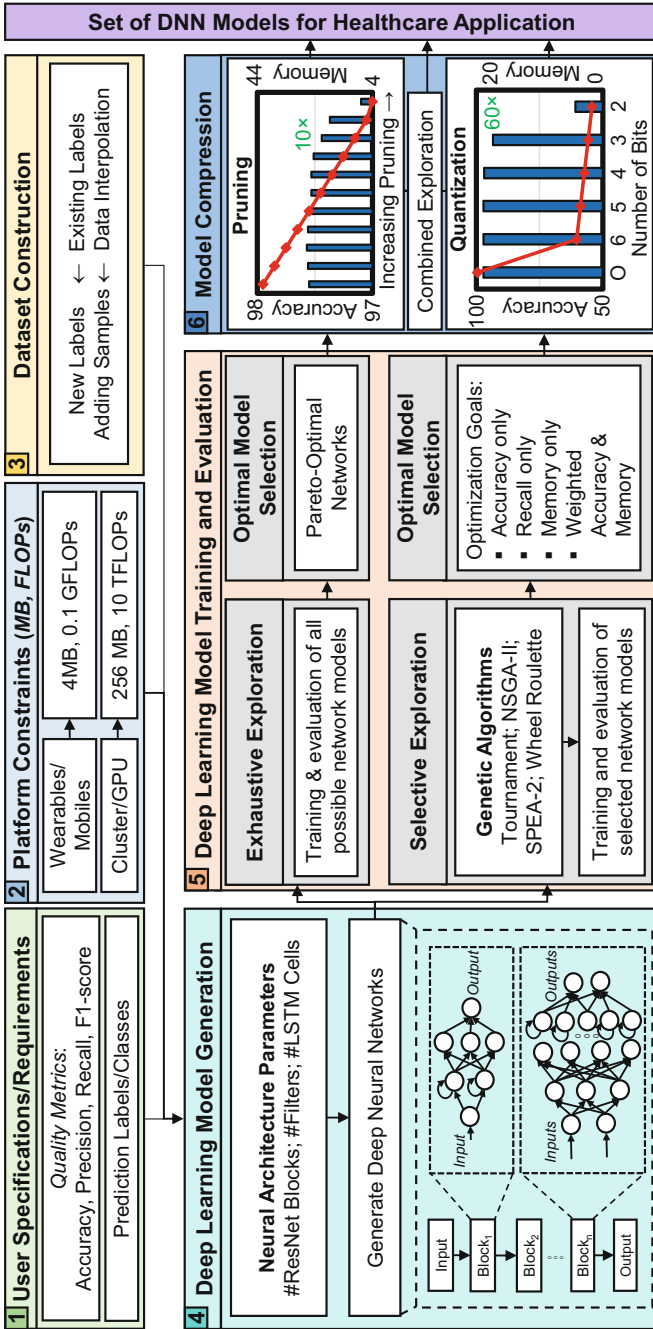 1 User Specifications/Requirements
Quality Metrics:
Accuracy, Precision, Recall, F1-score
Prediction Labels/Classes
2 Platform Constraints (MB, FLOPs)
Wearables/
Mobiles
4MB, 0.1 GFLOPs
Cluster/GPU
256 MB, 10 TFLOPs
3 Dataset Construction
New Labels ← Existing Labels
Adding Samples ← Data Interpolation
4 Deep Learning Model Generation
Neural Architecture Parameters
#ResNet Blocks; #Filters; #LSTM Cells
Generate Deep Neural Networks
Input
Block1
Block2
Blockn
Output
Input
Output
Inputs
Outputs
5 Deep Learning Model Training and Evaluation
Exhaustive Exploration
Training & evaluation of all
possible network models
Optimal Model
Selection
Pareto-Optimal
Networks
Selective Exploration
Genetic Algorithms
Tournament; NSGA-II;
SPEA-2; Wheel Roulette
Training and evaluation of
selected network models
Optimal Model
Selection
Optimization Goals:
▪ Accuracy only
▪ Recall only
▪ Memory only
▪ Weighted
Accuracy &
Memory
6 Model Compression
Pruning
98
Accuracy
97
44
Memory
4
10×
Increasing Pruning →
Combined Exploration
Quantization
100
Accuracy
50
20
Memory
0
60×
O 6 5 4 3 2
Number of Bits
Set of DNN Models for Healthcare Application